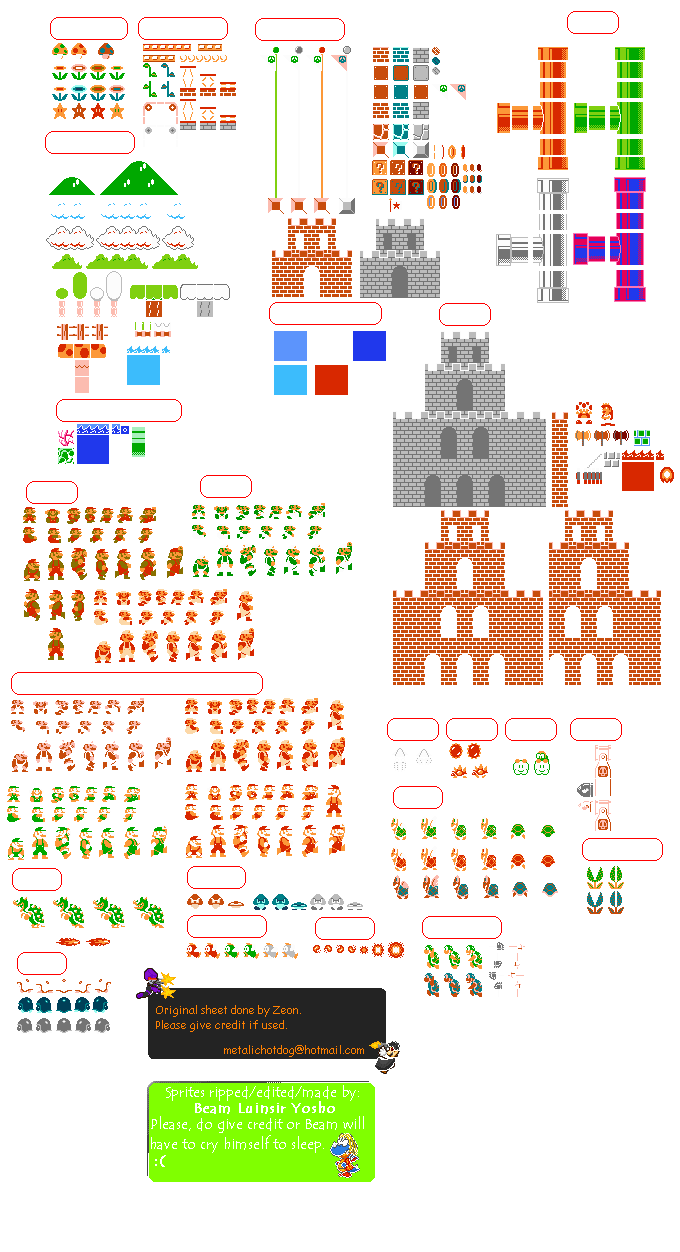 Original sheet done by Zeon.
Please give credit if used.
metalichotdog@hotmail.com
Sprites ripped/edited/made by:
Beam Luinsir Yosho
Please, do give credit or Beam will
have to cry himself to sleep
:(